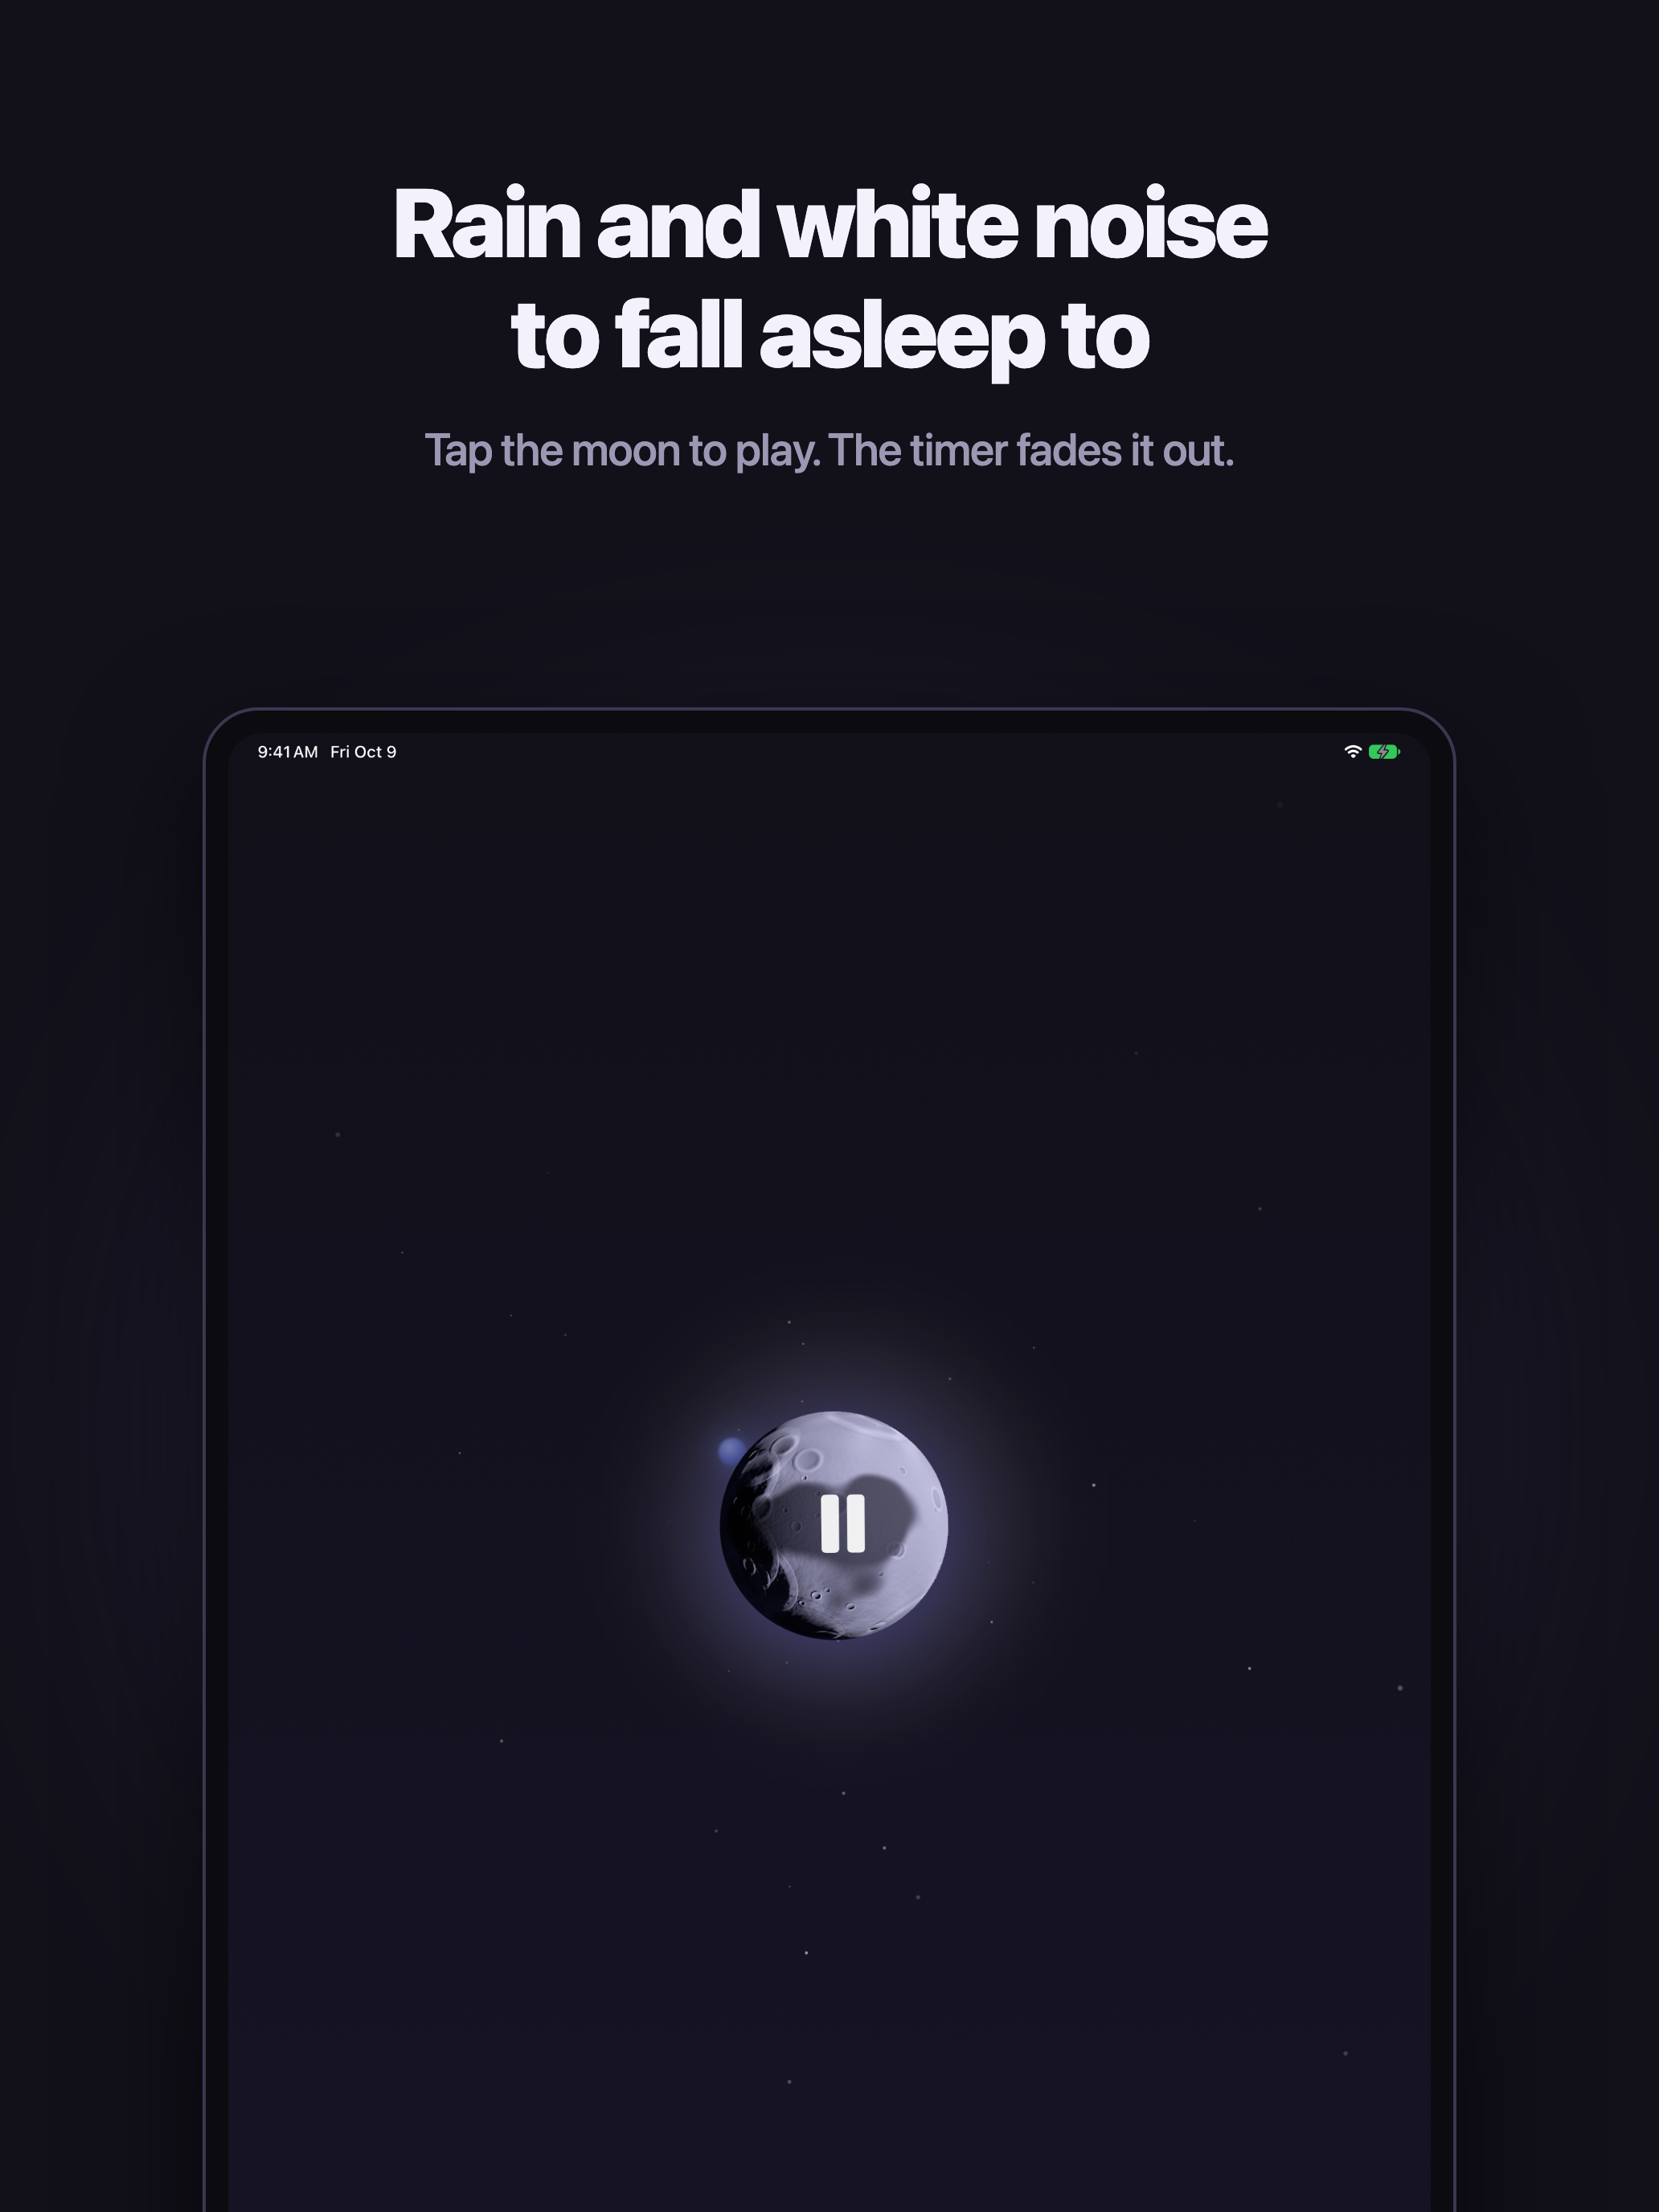 Rain and white noise
to fall asleep to
Tap the moon to play. The timer fades it out.
9:41 AM Fri Oct 9